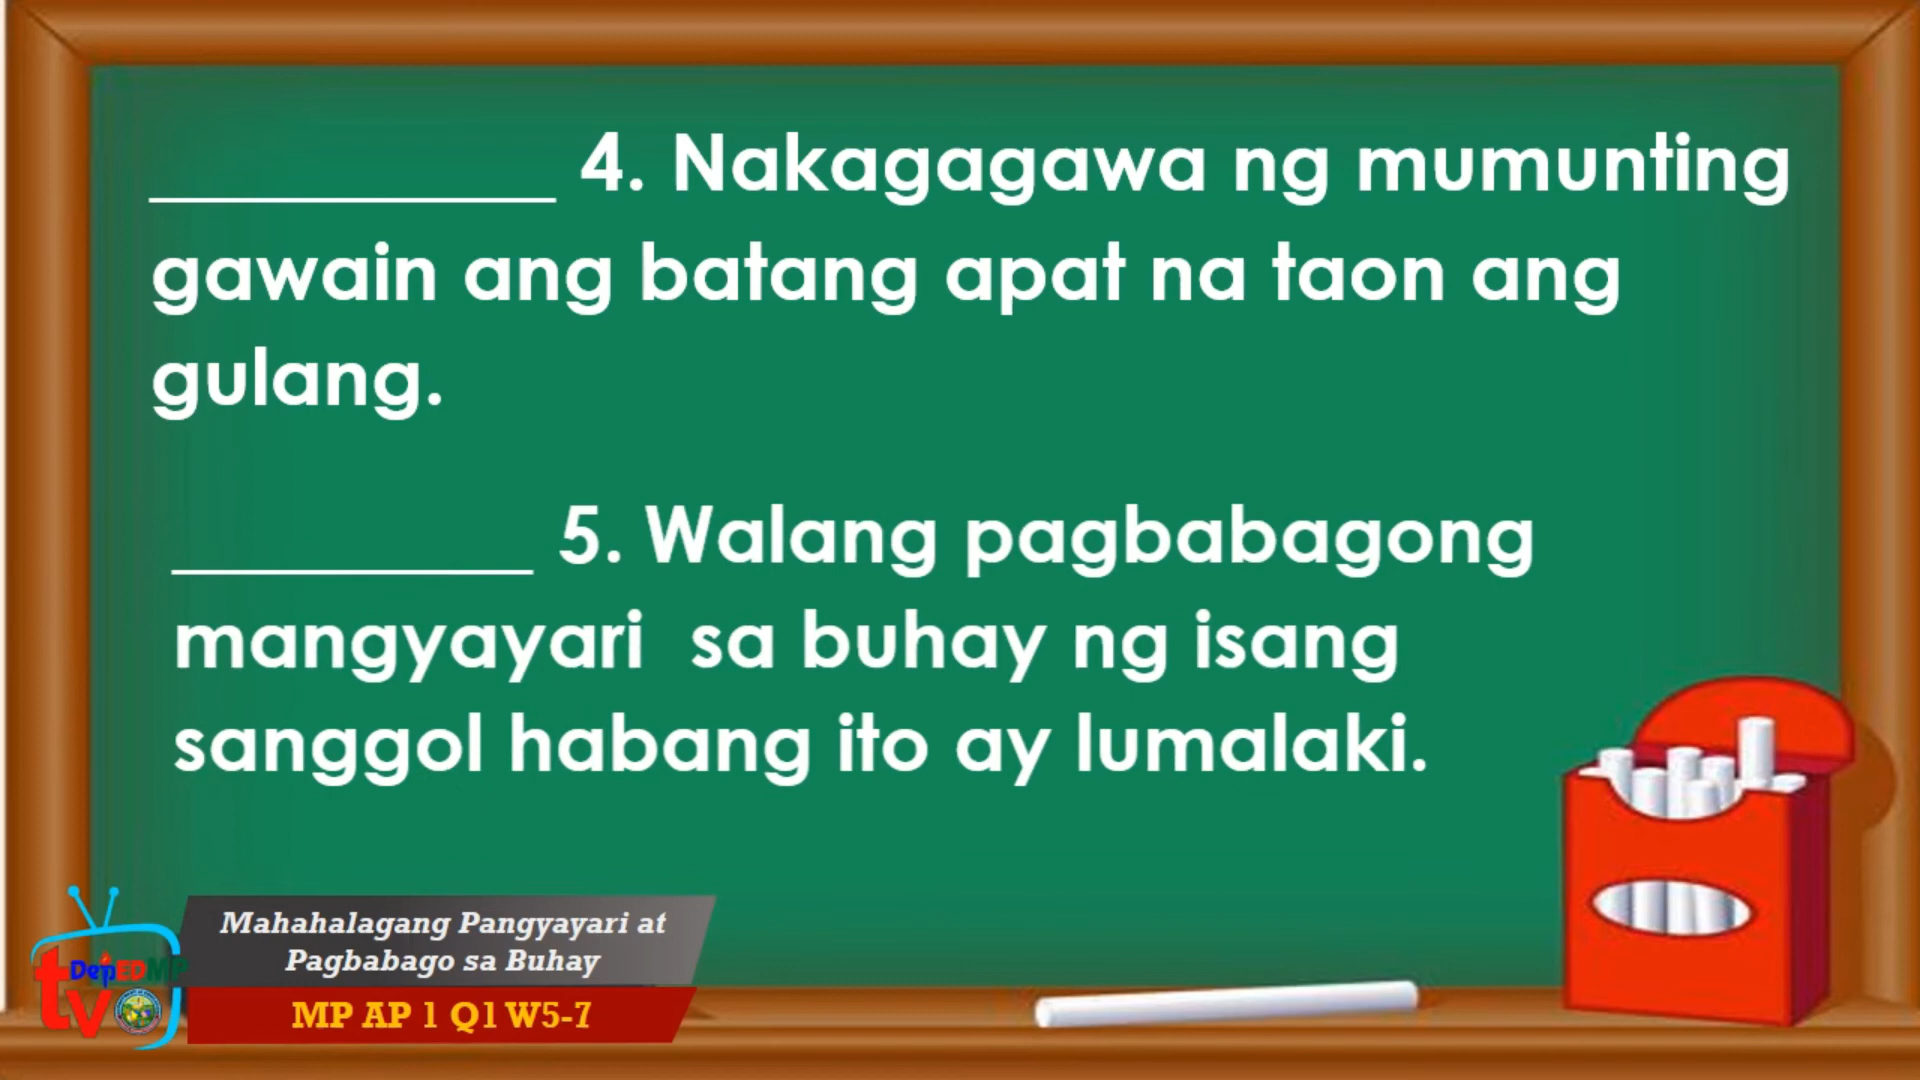 __________ 4. Nakagagawa ng mumunting
gawain ang batang apat na taon ang
gulang.
_________ 5. Walang pagbabagong
mangyayari sa buhay ng isang
sanggol habang ito ay lumalaki.
Mahahalagang Pangyayari at
Pagbabago sa Buhay
DepEDMP
tv
MP AP 1 Q1 W5-7